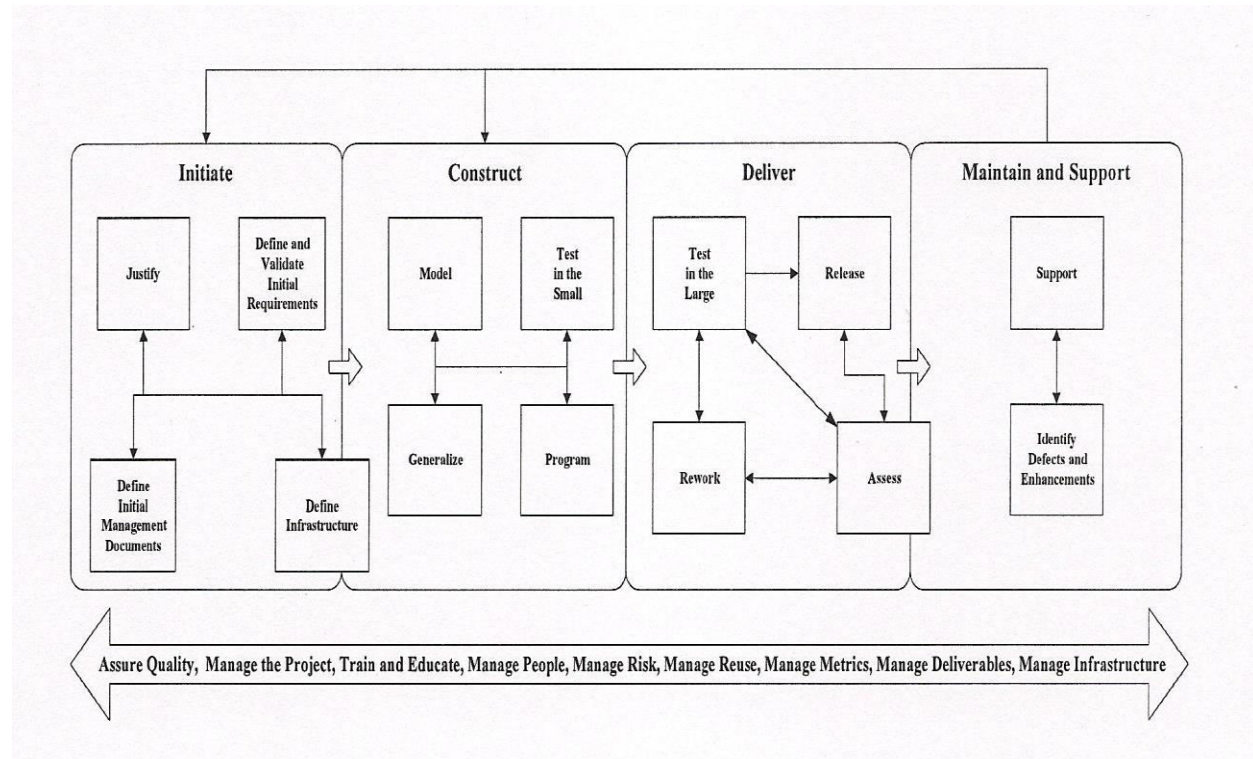 Initiate
Construct
Deliver
Maintain and Support
Justify
Define and
Validate
Initial
Requirements
Define
Initial
Management
Documents
Define
Infrastructure
Model
Test
in the
Small
Generalize
Program
Test
in the
Large
Release
Rework
Assess
Support
Identify
Defects and
Enhancements
Assure Quality, Manage the Project, Train and Educate, Manage People, Manage Risk, Manage Reuse, Manage Metrics, Manage Deliverables, Manage Infrastructure